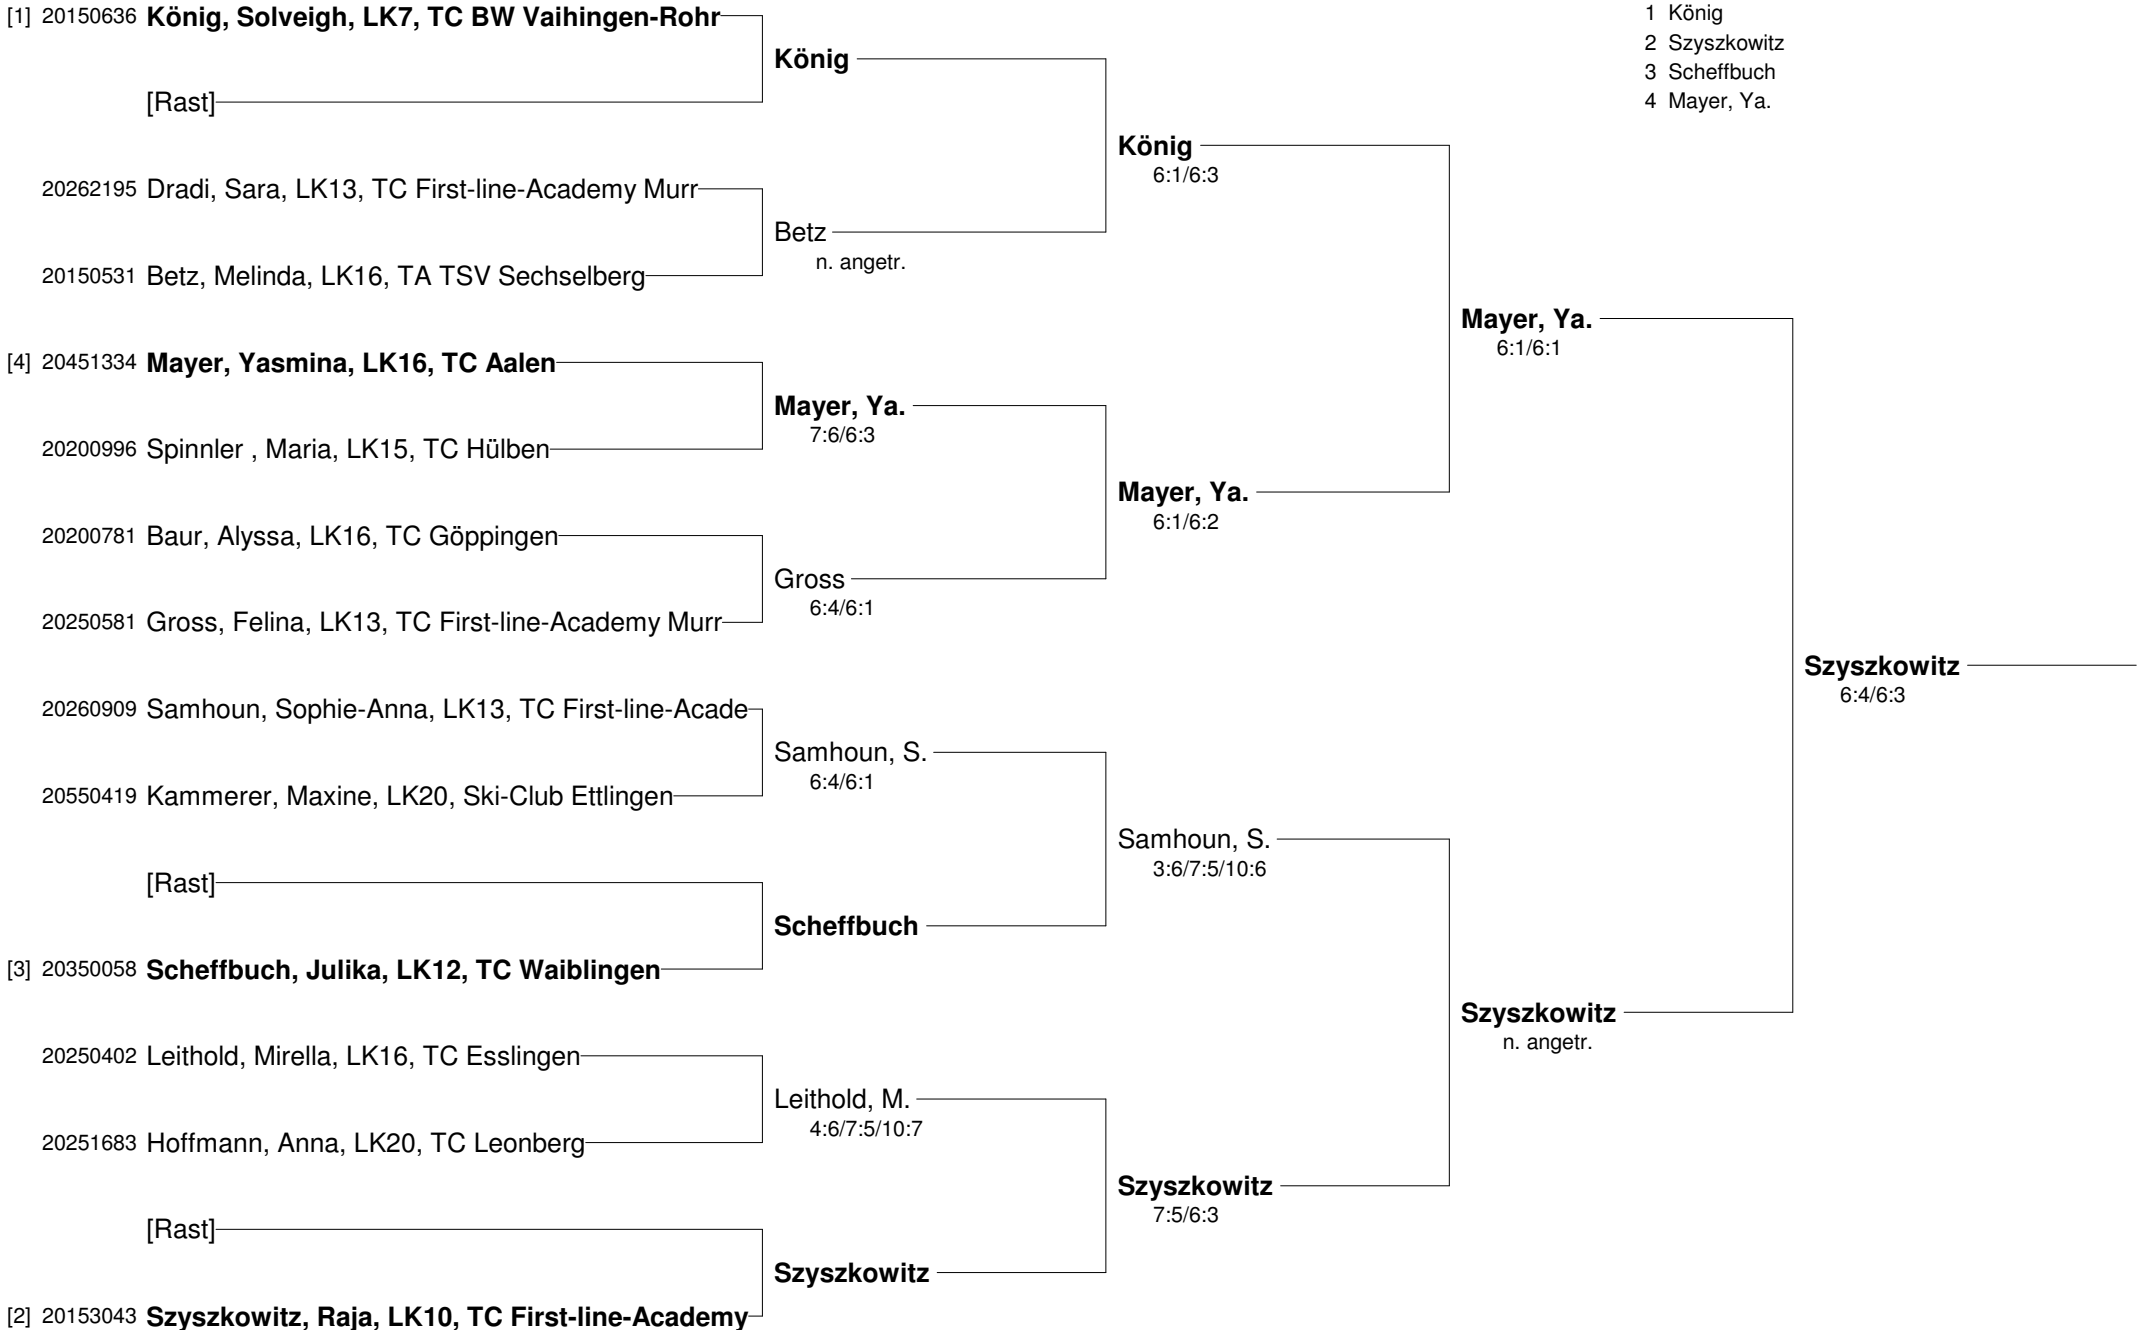 [1] 20150636 König, Solveigh, LK7, TC BW Vaihingen-Rohr
[Rast]
20262195 Dradi, Sara, LK13, TC First-line-Academy Murr
20150531 Betz, Melinda, LK16, TA TSV Sechselberg
[4] 20451334 Mayer, Yasmina, LK16, TC Aalen
20200996 Spinnler , Maria, LK15, TC Hülben
20200781 Baur, Alyssa, LK16, TC Göppingen
20250581 Gross, Felina, LK13, TC First-line-Academy Murr
20260909 Samhoun, Sophie-Anna, LK13, TC First-line-Acade
20550419 Kammerer, Maxine, LK20, Ski-Club Ettlingen
[Rast]
[3] 20350058 Scheffbuch, Julika, LK12, TC Waiblingen
20250402 Leithold, Mirella, LK16, TC Esslingen
20251683 Hoffmann, Anna, LK20, TC Leonberg
[Rast]
[2] 20153043 Szyszkowitz, Raja, LK10, TC First-line-Academy
König
Betz
n. angetr.
Mayer, Ya.
7:6/6:3
Gross
6:4/6:1
Samhoun, S.
6:4/6:1
Scheffbuch
Leithold, M.
4:6/7:5/10:7
Szyszkowitz
König
6:1/6:3
Mayer, Ya.
6:1/6:2
Samhoun, S.
3:6/7:5/10:6
Szyszkowitz
7:5/6:3
Mayer, Ya.
6:1/6:1
Szyszkowitz
n. angetr.
Szyszkowitz
6:4/6:3
1 König
2 Szyszkowitz
3 Scheffbuch
4 Mayer, Ya.